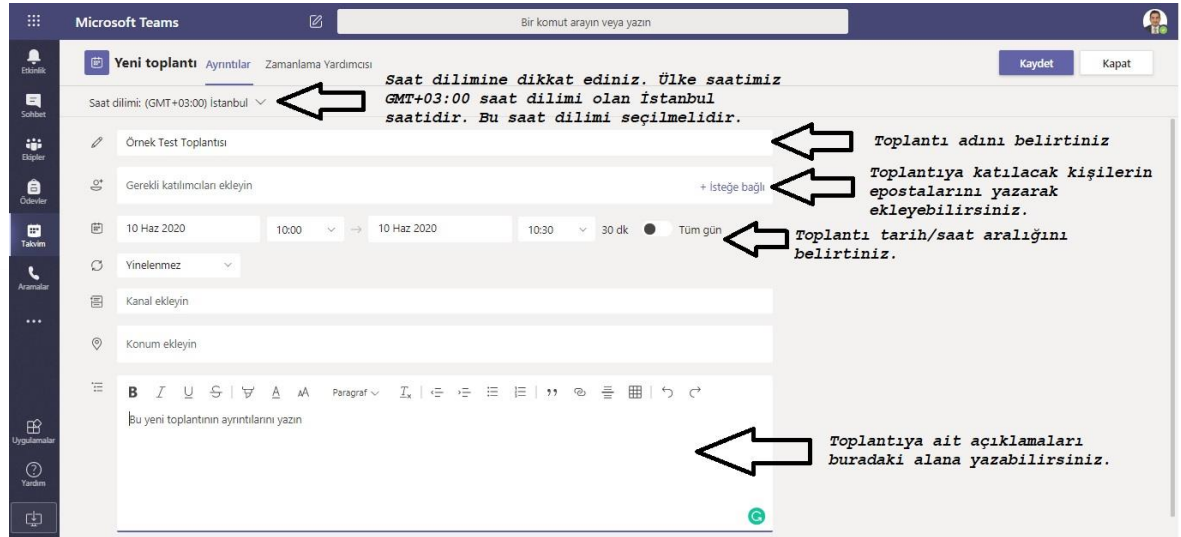 Microsoft Teams
Bir komut arayın veya yazın
Etkinlik
Sohbet
Ekipler
Ödevler
Takvim
Aramalar
Uygulamalar
Yardım
Yeni toplantı Ayrıntılar Zamanlama Yardımcısı
Kaydet Kapat
Saat dilimi: (GMT+03:00) İstanbul
Saat dilimine dikkat ediniz. Ülke saatimiz
GMT+03:00 saat dilimi olan İstanbul
saatidir. Bu saat dilimi seçilmelidir.
Örnek Test Toplantısı
Toplantı adını belirtiniz
Gerekli katılımcıları ekleyin
+ İsteğe bağlı
Toplantıya katılacak kişilerin
epostalarını yazarak
ekleyebilirsiniz.
10 Haz 2020 10:00 → 10 Haz 2020 10:30 30 dk Tüm gün
Toplantı tarih/saat aralığını
belirtiniz.
Yinelenmez
Kanal ekleyin
Konum ekleyin
B I U S A AA Paragraf
Bu yeni toplantının ayrıntılarını yazın
Toplantıya ait açıklamaları
buradaki alana yazabilirsiniz.